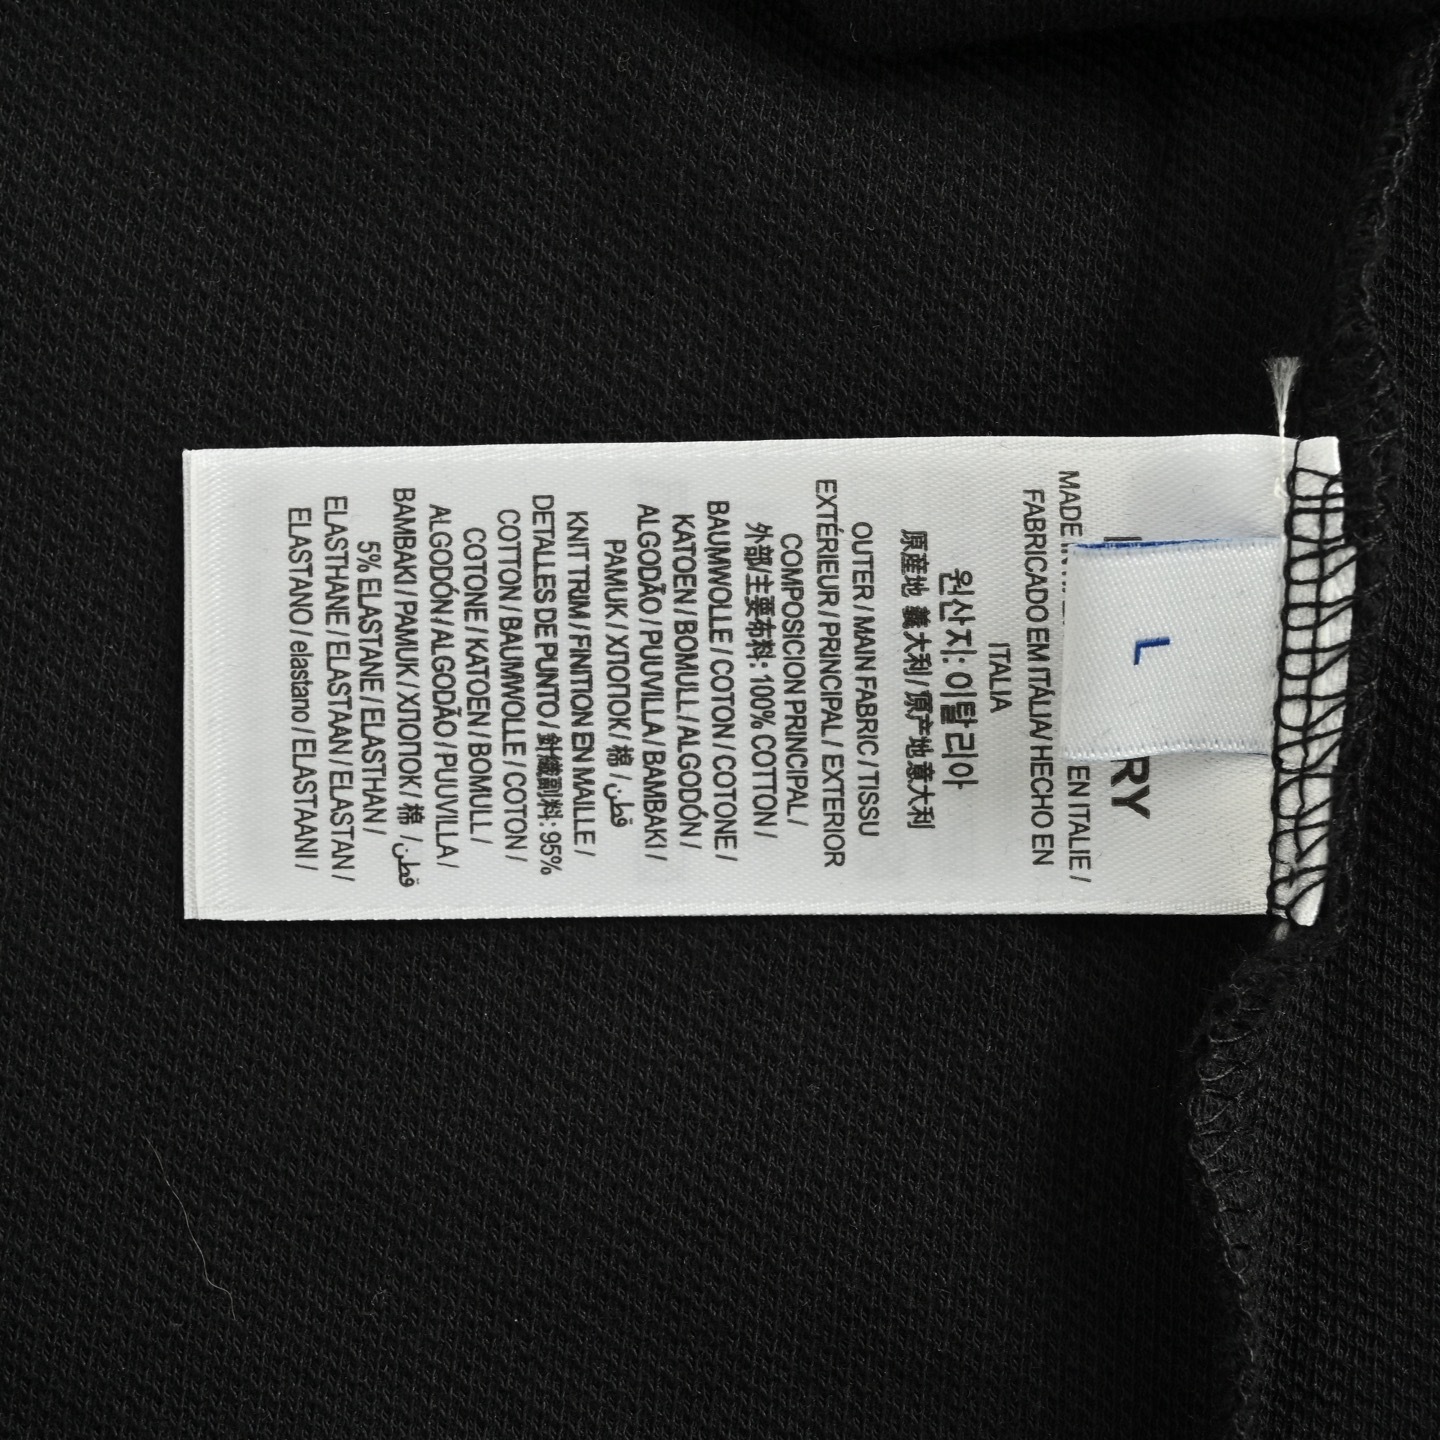 RY
L
MADE
EN ITALIE /
FABRICADO EM ITÁLIA/ HECHO EN
ITALIA
원산지: 이탈리아
原産地 義大利/ 原产地意大利
OUTER / MAIN FABRIC / TISSU
EXTÉRIEUR / PRINCIPAL / EXTERIOR
COMPOSICION PRINCIPAL /
外部/主要布料: 100% COTTON /
BAUMWOLLE / COTON / COTONE /
KATOEN / BOMULL / ALGODÓN /
ALGODÃO / PUUVILLA / BAMBAKI /
PAMUK / ХЛОПОК / 棉 / قطن
KNIT TRIM / FINITION EN MAILLE /
DETALLES DE PUNTO / 針織副料: 95%
COTTON / BAUMWOLLE / COTON /
COTONE / KATOEN / BOMULL /
ALGODÓN / ALGODÃO / PUUVILLA /
BAMBAKI / PAMUK / ХЛОПОК / 棉 / قطن
5% ELASTANE / ELASTHAN /
ELASTHANE / ELASTAAN / ELASTAN /
ELASTANO / elastano / ELASTAANI /